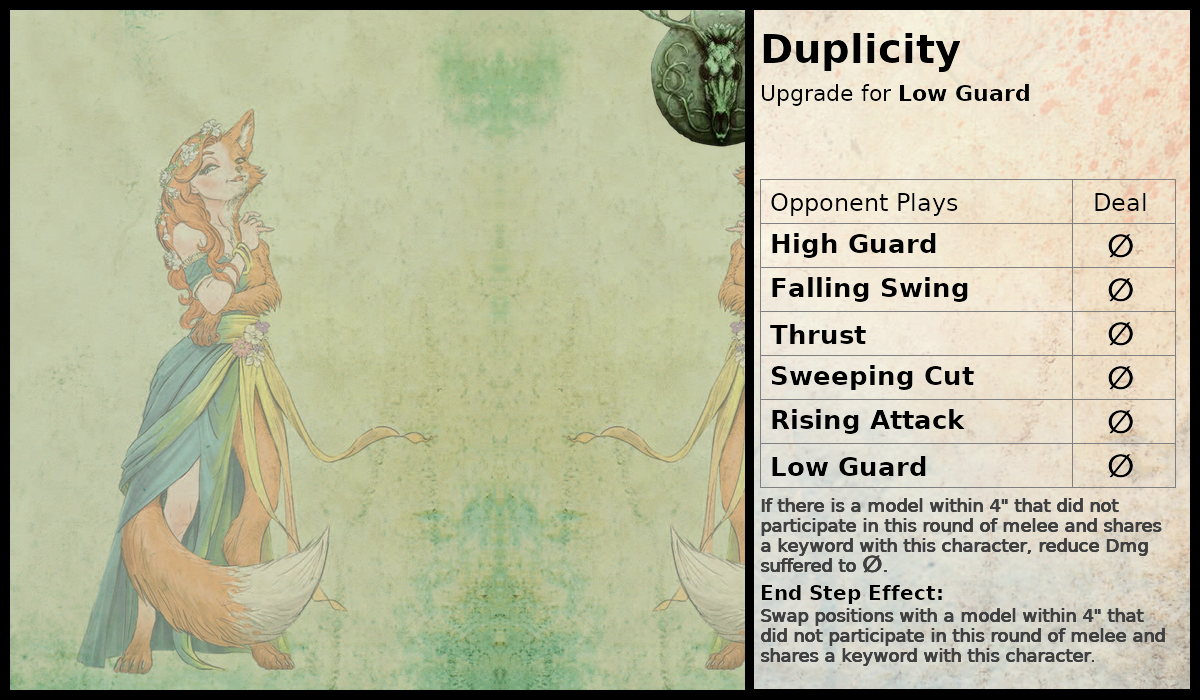 Duplicity
Upgrade for Low Guard
Opponent Plays Deal
High Guard ∅
Falling Swing ∅
Thrust ∅
Sweeping Cut ∅
Rising Attack ∅
Low Guard ∅
If there is a model within 4" that did not
participate in this round of melee and shares
a keyword with this character, reduce Dmg
suffered to ∅.
End Step Effect:
Swap positions with a model within 4" that
did not participate in this round of melee and
shares a keyword with this character.